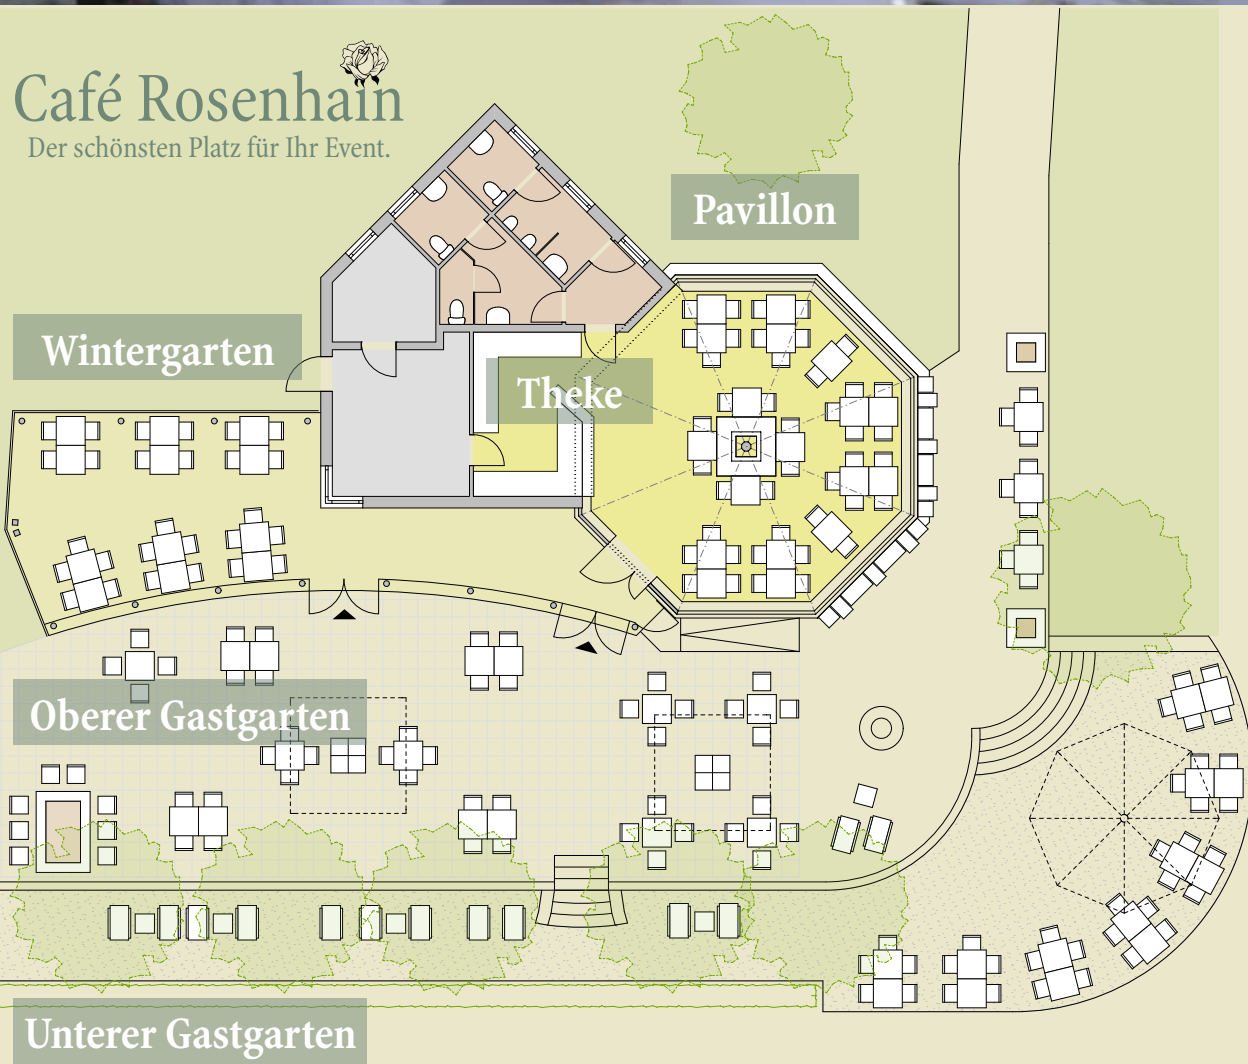 Café Rosenhain
Der schönsten Platz für Ihr Event.
Pavillon
Wintergarten
Theke
Oberer Gastgarten
Unterer Gastgarten